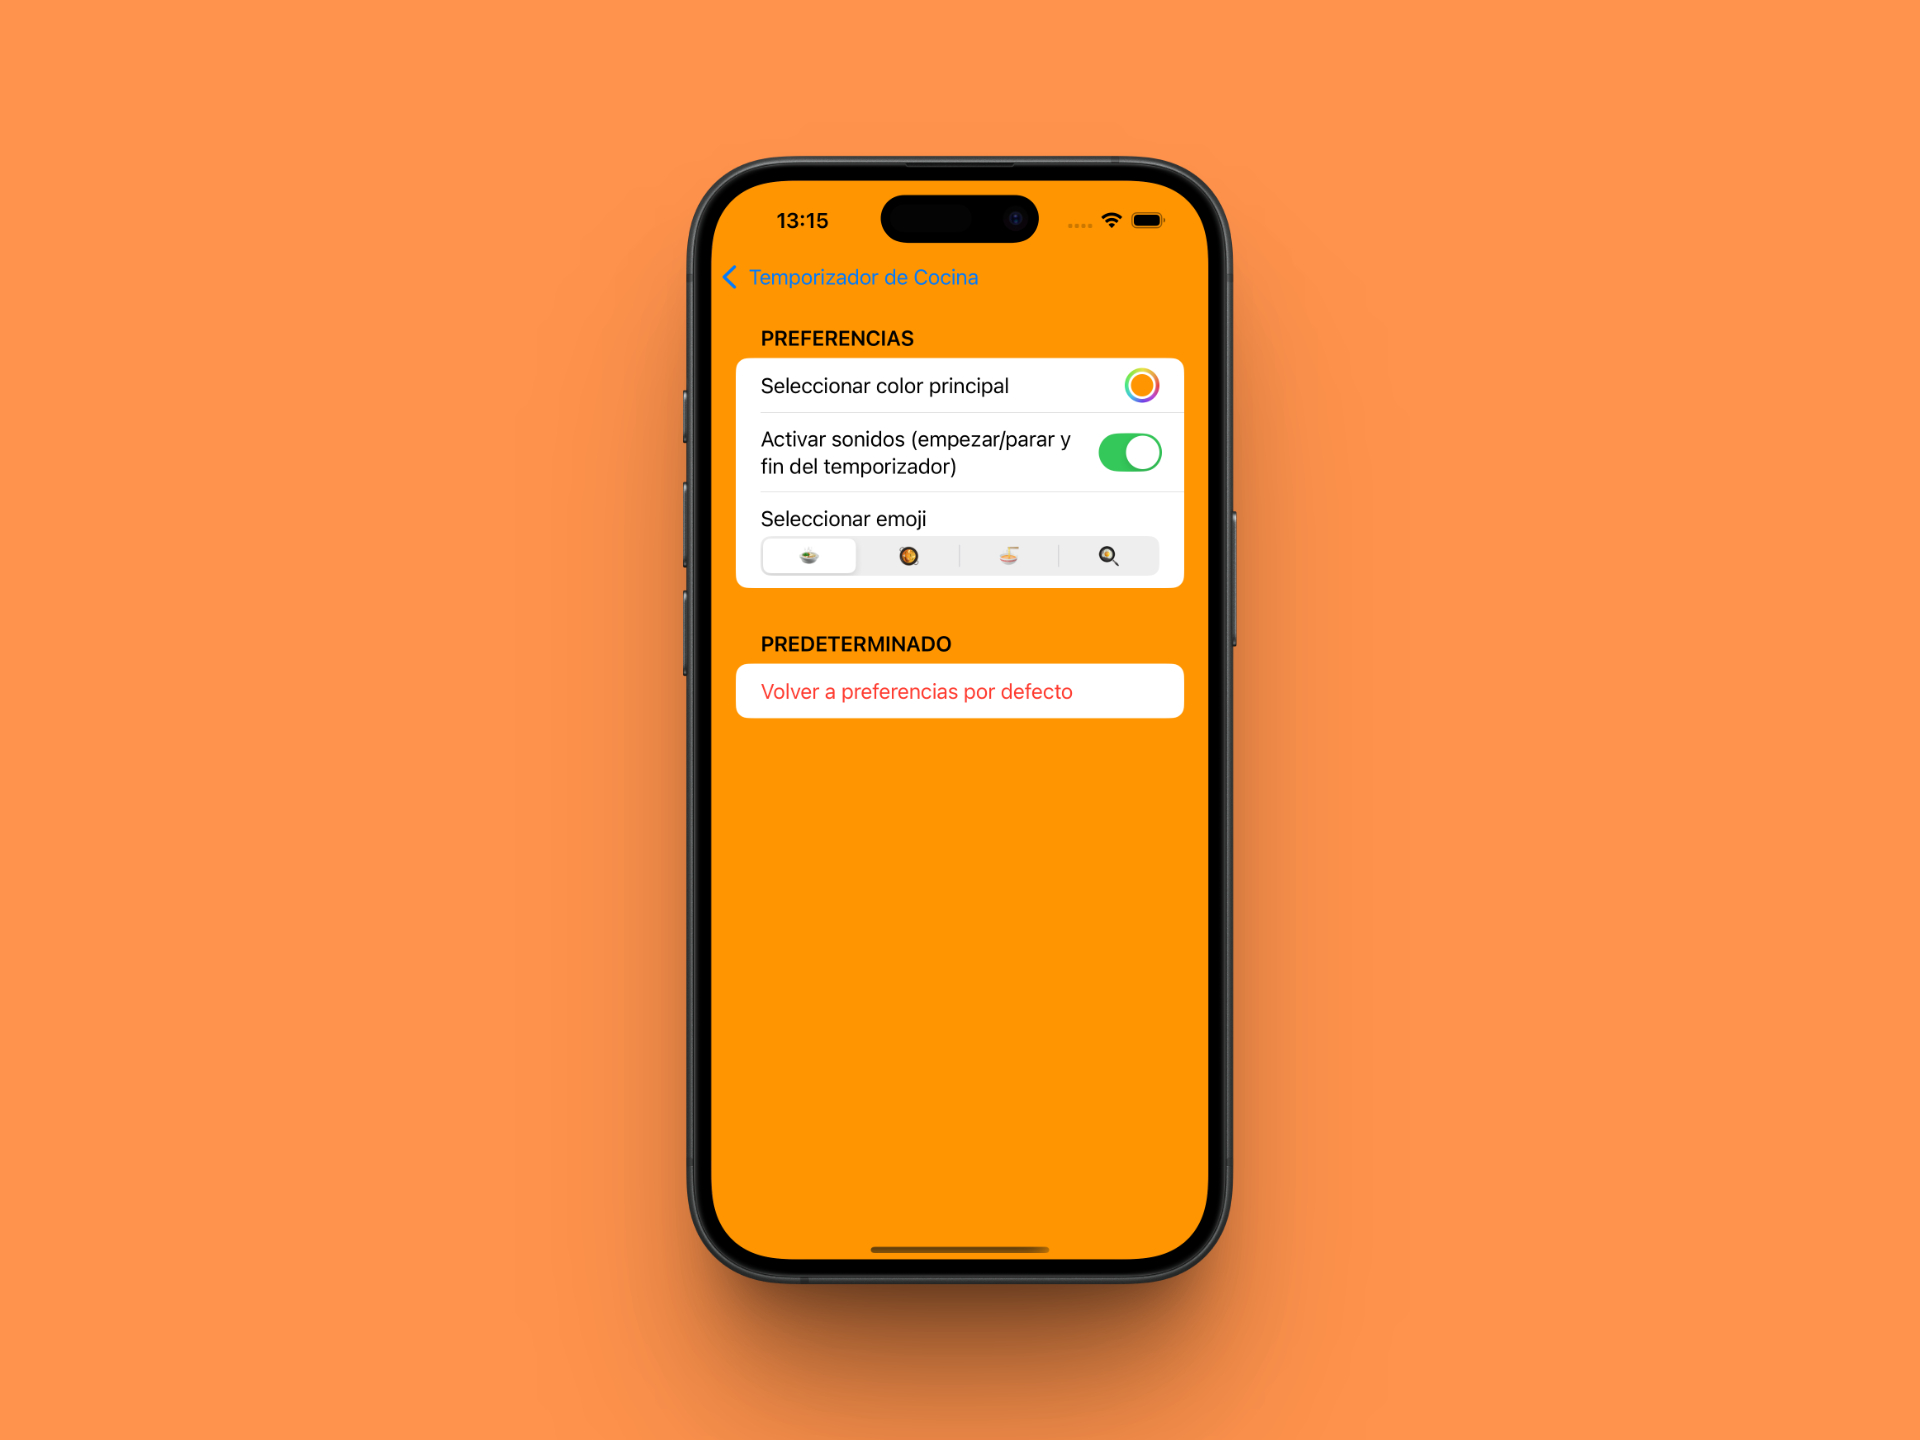 13:15
Temporizador de Cocina
PREFERENCIAS
Seleccionar color principal
Activar sonidos (empezar/parar y
fin del temporizador)
Seleccionar emoji
PREDETERMINADO
Volver a preferencias por defecto